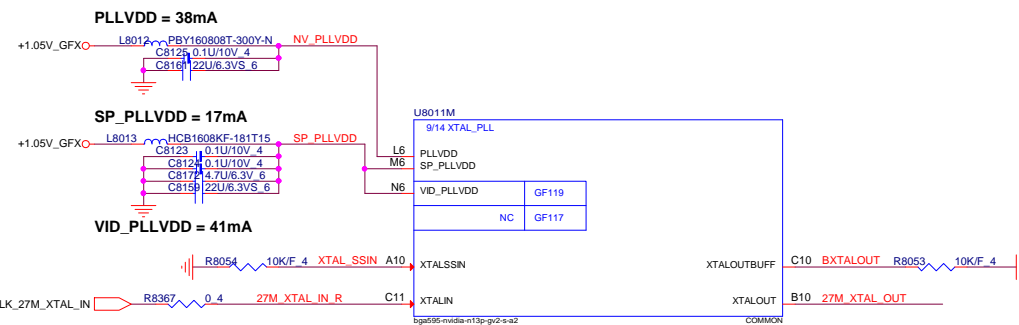 PLLVDD = 38mA
+1.05V_GFX L8012 PBY160808T-300Y-N NV_PLLVDD
C8125 0.1U/10V_4
C8161 22U/6.3VS_6
SP_PLLVDD = 17mA
+1.05V_GFX L8013 HCB1608KF-181T15 SP_PLLVDD
C8123 0.1U/10V_4
C8124 0.1U/10V_4
C8172 4.7U/6.3V_6
C8159 22U/6.3VS_6
VID_PLLVDD = 41mA
U8011M
9/14 XTAL_PLL
L6 PLLVDD
M6 SP_PLLVDD
N6 VID_PLLVDD GF119
NC GF117
R8054 10K/F_4 XTAL_SSIN A10 XTALSSIN
XTALOUTBUFF C10 BXTALOUT R8053 10K/F_4
LK_27M_XTAL_IN R8367 0_4 27M_XTAL_IN_R C11 XTALIN
XTALOUT B10 27M_XTAL_OUT
bga595-nvidia-n13p-gv2-s-a2 COMMON